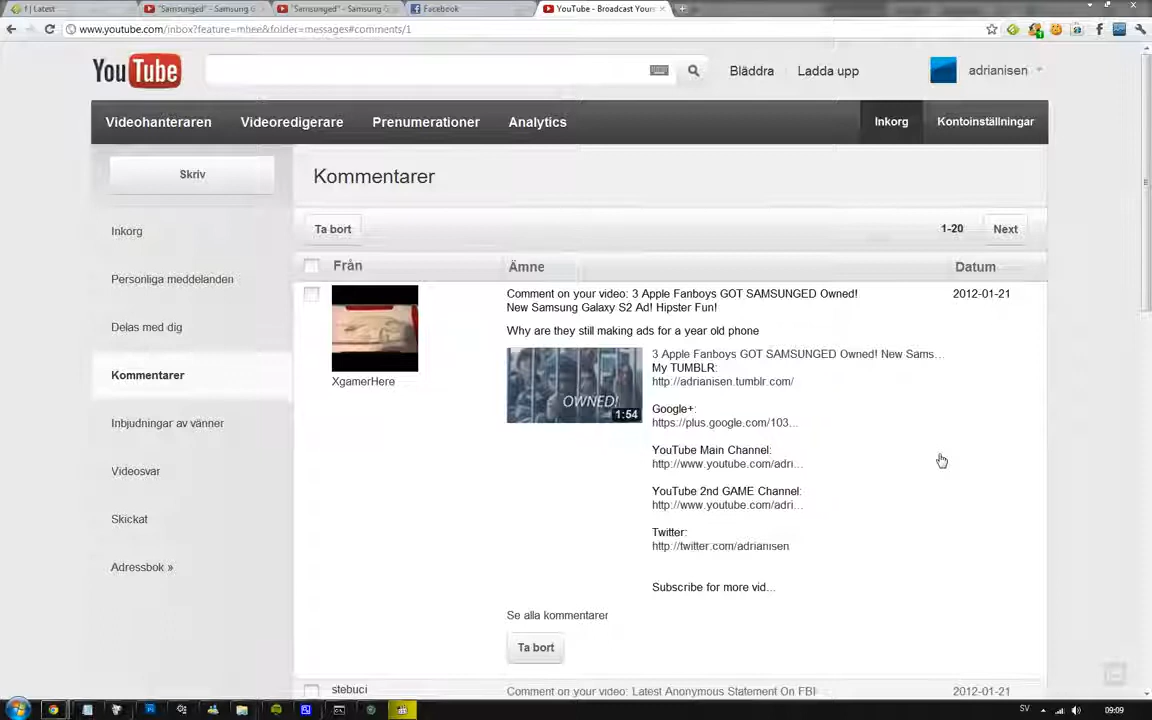 Latest
"Samsunged" - Samsung G
"Samsunged" - Samsung G
Facebook
YouTube - Broadcast Yours
www.youtube.com/inbox?feature=mhee&folder=messages#comments/1
YouTube
Bläddra
Ladda upp
adrianisen
Videohanteraren
Videoredigerare
Prenumerationer
Analytics
Inkorg
Kontoinställningar
Skriv
Kommentarer
Inkorg
Personliga meddelanden
Delas med dig
Kommentarer
Inbjudningar av vänner
Videosvar
Skickat
Adressbok »
Ta bort
1-20
Next
Från
Ämne
Datum
XgamerHere
Comment on your video: 3 Apple Fanboys GOT SAMSUNGED Owned!
New Samsung Galaxy S2 Ad! Hipster Fun!
2012-01-21
Why are they still making ads for a year old phone
OWNED!
1:54
3 Apple Fanboys GOT SAMSUNGED Owned! New Sams...
My TUMBLR:
http://adrianisen.tumblr.com/
Google+:
https://plus.google.com/103...
YouTube Main Channel:
http://www.youtube.com/adri...
YouTube 2nd GAME Channel:
http://www.youtube.com/adri...
Twitter:
http://twitter.com/adrianisen
Subscribe for more vid...
Se alla kommentarer
Ta bort
stebuci
Comment on your video: Latest Anonymous Statement On FBI
2012-01-21
SV
09:09